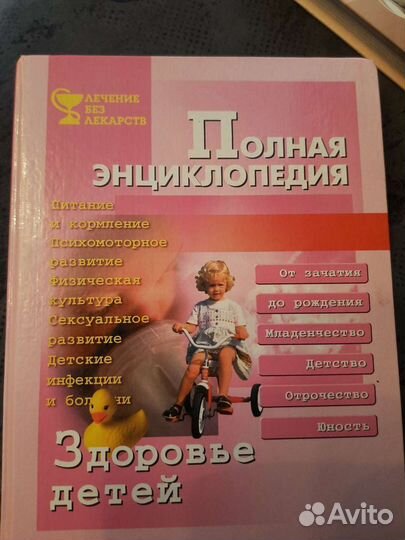 ЛЕЧЕНИЕ
БЕЗ
ЛЕКАРСТВ
ПОЛНАЯ
ЭНЦИКЛОПЕДИЯ
Питание
и кормление
Психомоторное
развитие
Физическая
культура
Сексуальное
развитие
Детские
инфекции
и болезни
От зачатия
до рождения
Младенчество
Детство
Отрочество
Юность
Здоровье
детей
Avito